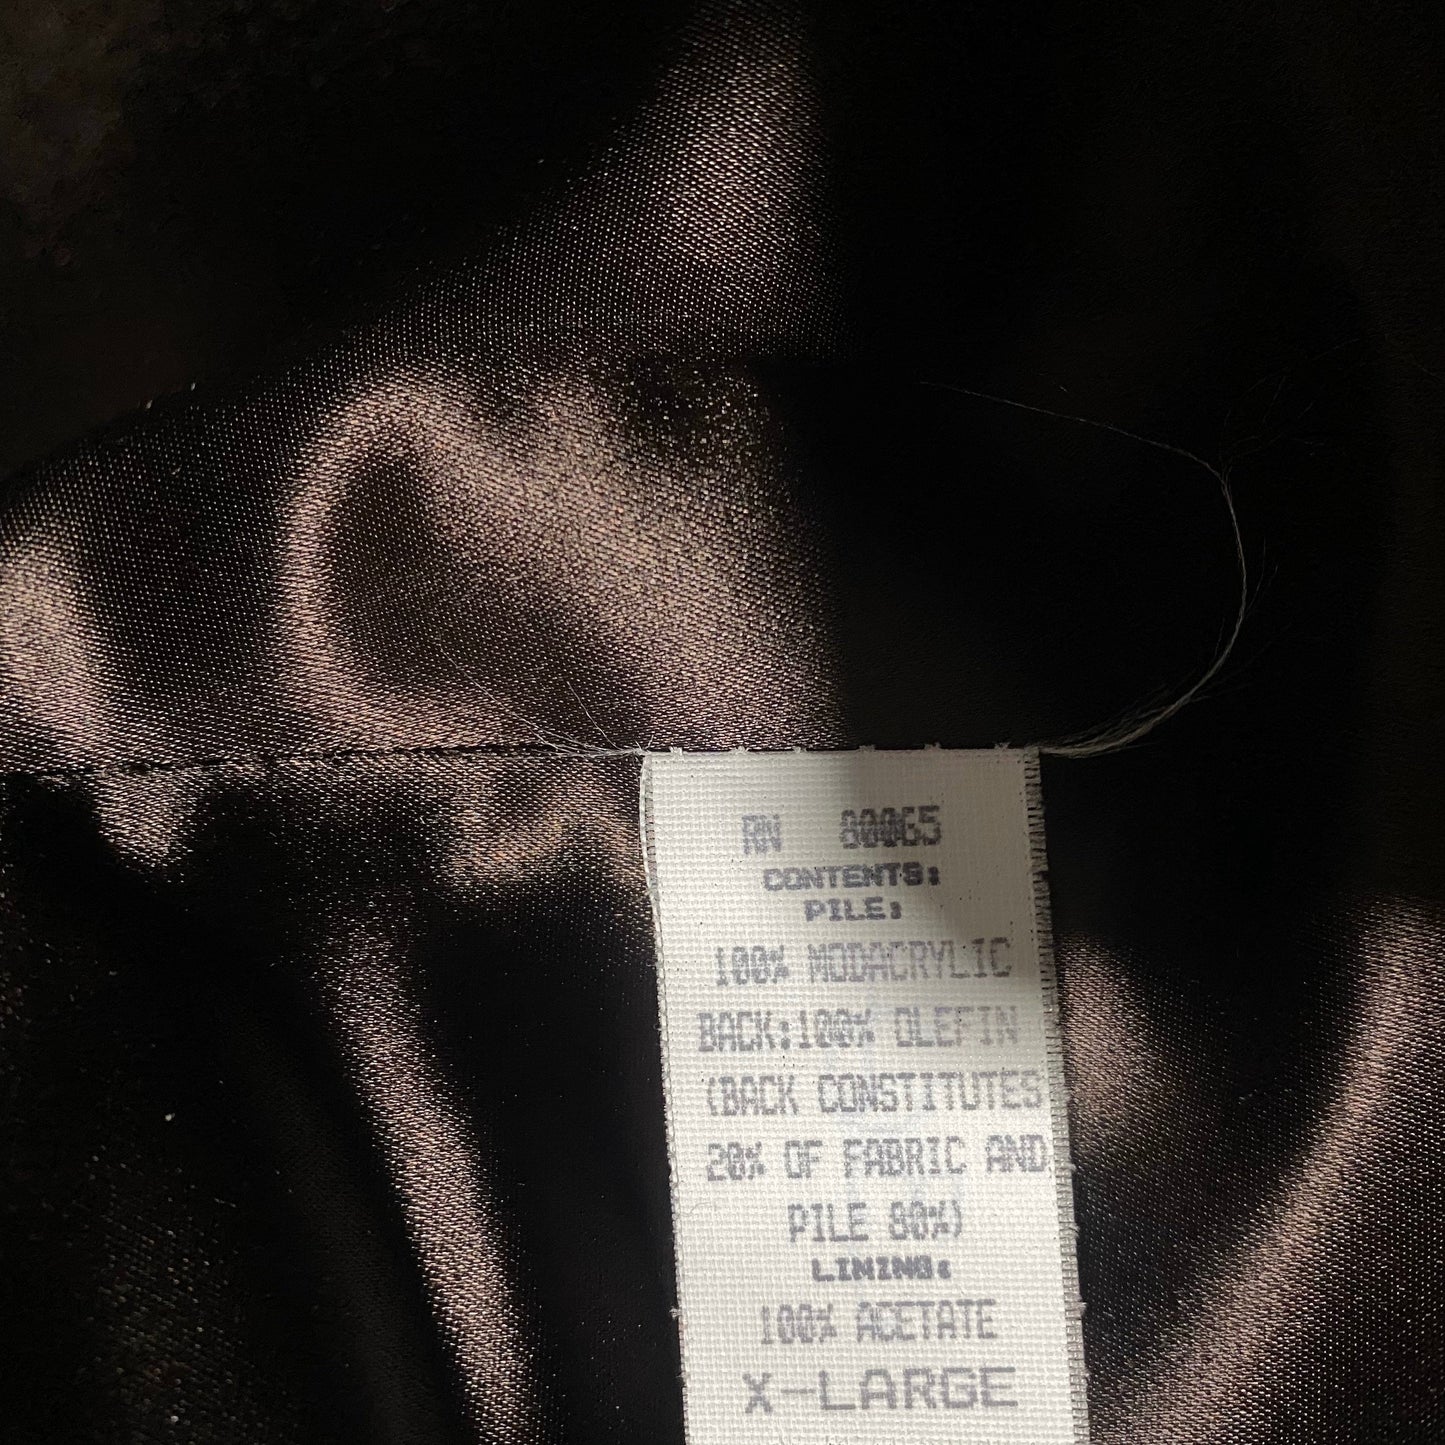 RN 80065
CONTENTS:
PILE:
100% MODACRYLIC
BACK:100% OLEFIN
(BACK CONSTITUTES
20% OF FABRIC AND
PILE 80%)
LINING:
100% ACETATE
X-LARGE